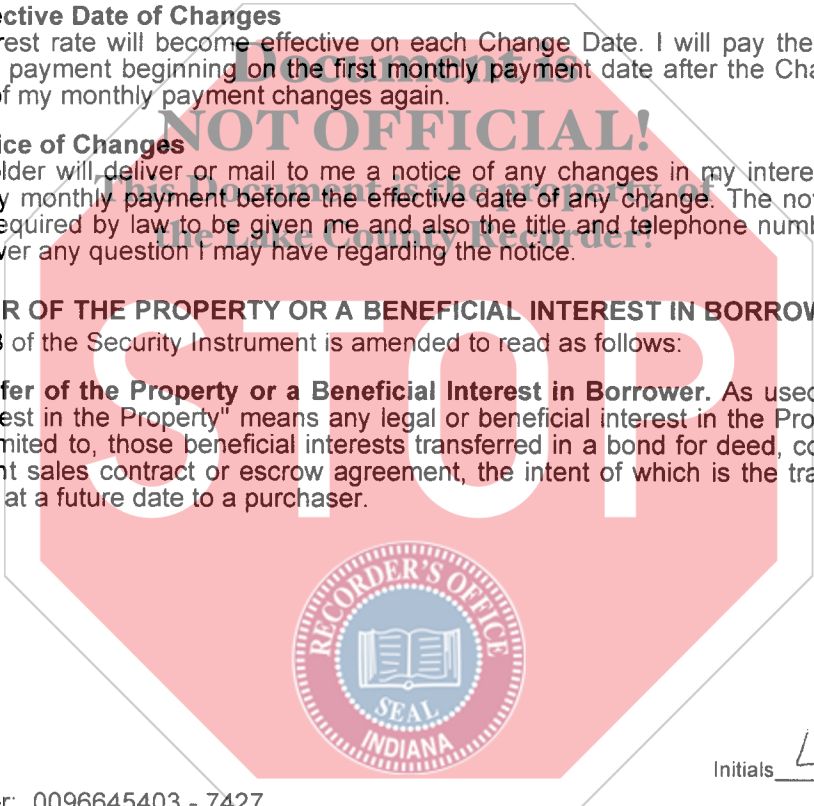 ective Date of Changes
rest rate will become effective on each Change Date. I will pay the
payment beginning on the first monthly payment date after the Cha
of my monthly payment changes again.
ice of Changes
lder will deliver or mail to me a notice of any changes in my interes
y monthly payment before the effective date of any change. The not
equired by law to be given me and also the title and telephone numb
ver any question I may have regarding the notice.
R OF THE PROPERTY OR A BENEFICIAL INTEREST IN BORROW
of the Security Instrument is amended to read as follows:
fer of the Property or a Beneficial Interest in Borrower. As used
est in the Property" means any legal or beneficial interest in the Pro
mited to, those beneficial interests transferred in a bond for deed, co
nt sales contract or escrow agreement, the intent of which is the tra
at a future date to a purchaser.
Document is
NOT OFFICIAL!
This Document is the property of
the Lake County Recorder!
STOP
RECORDER'S OFFICE
SEAL
INDIANA
Initials
r: 0096645403 - 7427